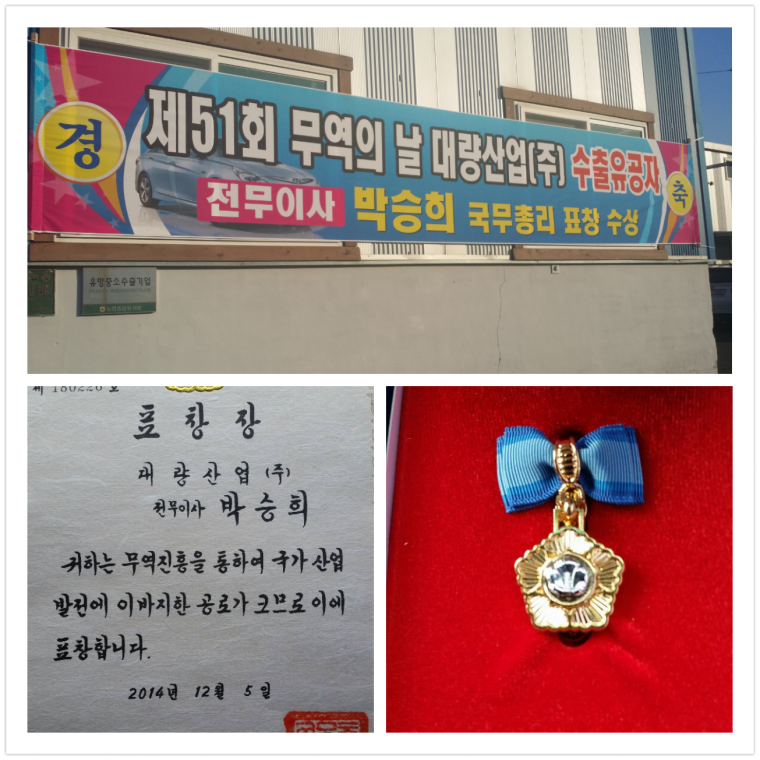 경
제51회 무역의 날 대량산업(주) 수출유공자
전무이사 박승희 국무총리 표창 수상
축
유망중소수출기업
4
제 180226 호
표 창 장
대 량 산 업 (주)
전무이사 박 승 희
귀하는 무역진흥을 통하여 국가 산업
발전에 이바지한 공로가 크므로 이에
표창합니다.
2014년 12월 5일